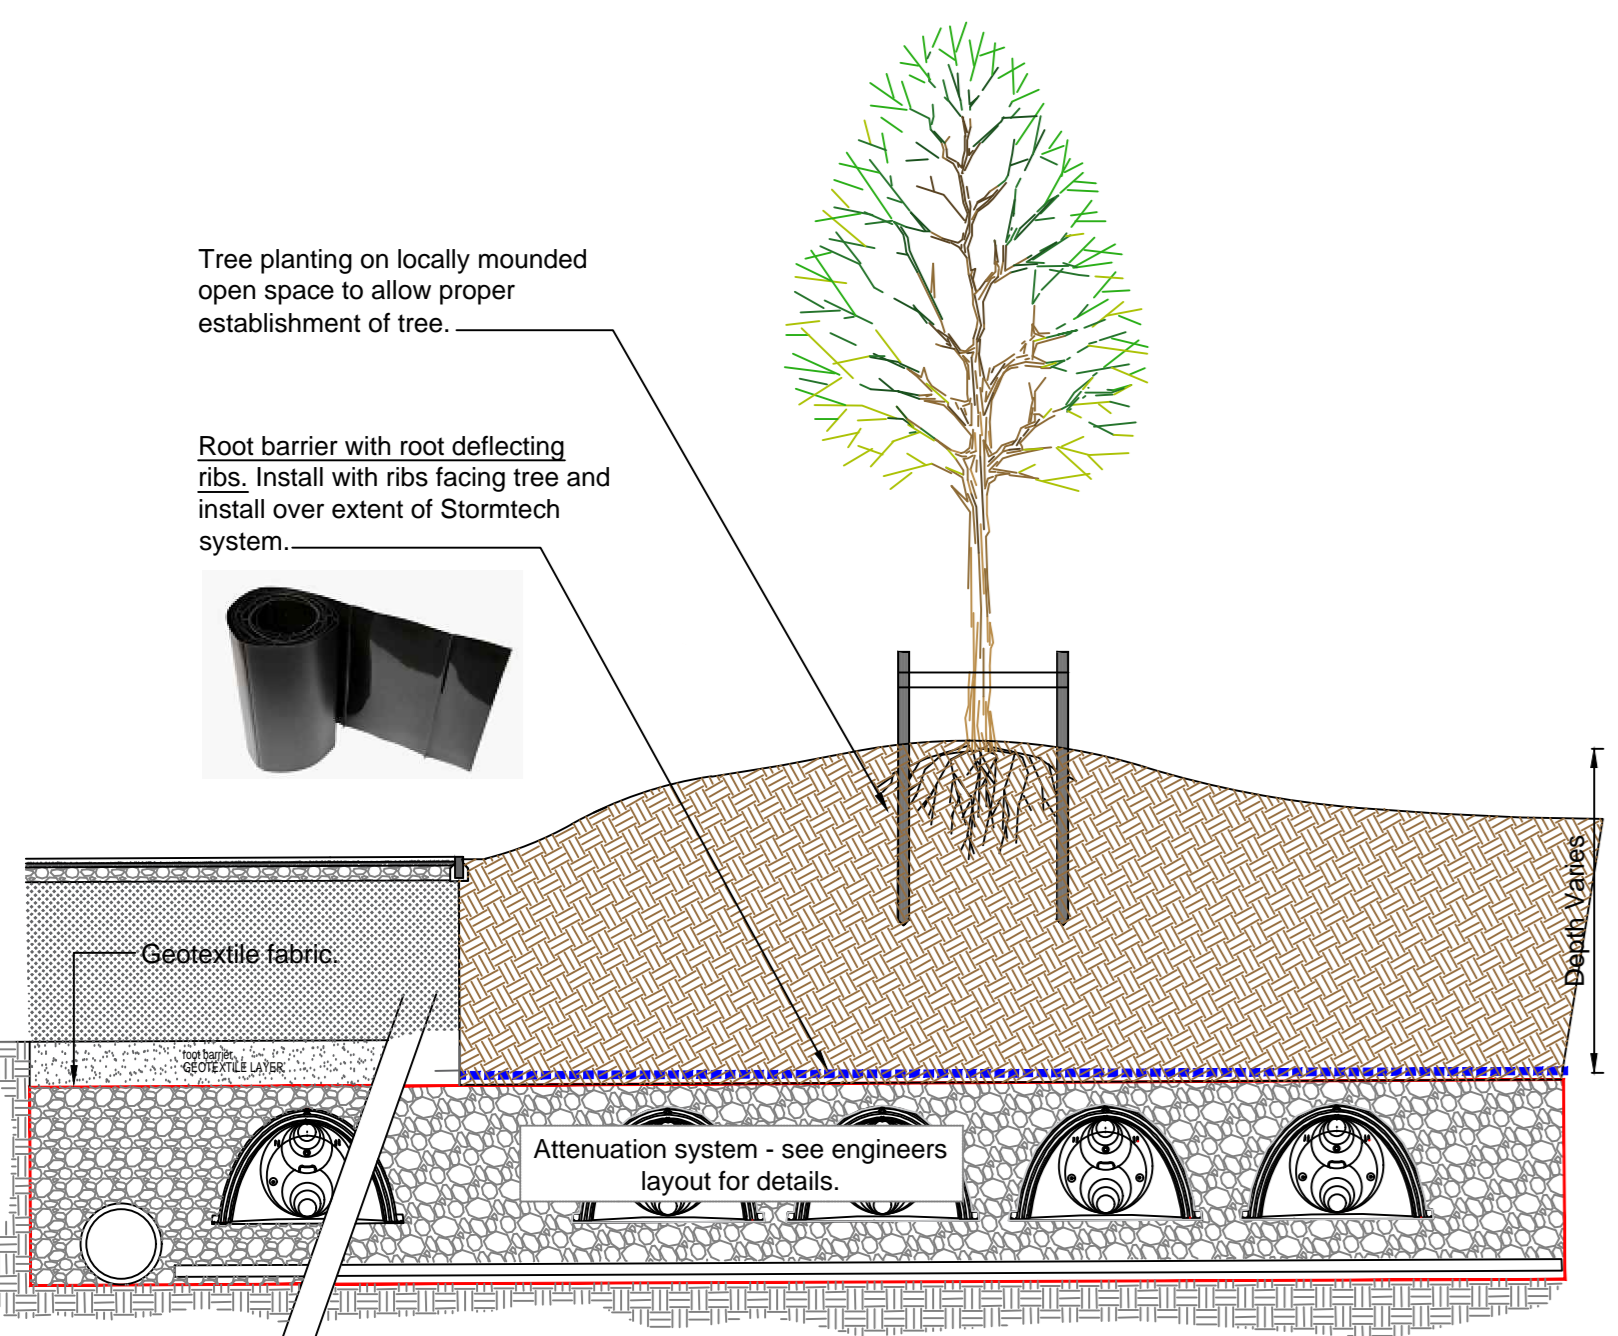 Tree planting on locally mounded
open space to allow proper
establishment of tree.
Root barrier with root deflecting
ribs. Install with ribs facing tree and
install over extent of Stormtech
system.
Geotextile fabric.
Depth Varies
root barrier
GEOTEXTILE LAYER
Attenuation system - see engineers
layout for details.